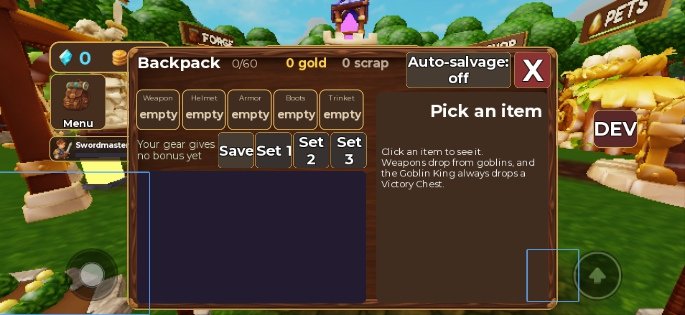 FORGE
PETS
0
Backpack 0/60 0 gold 0 scrap
Auto-salvage: off
X
Menu
Swordmaster
Weapon
empty
Helmet
empty
Armor
empty
Boots
empty
Trinket
empty
Your gear gives
no bonus yet
Save
Set 1
Set
2
Set
3
Pick an item
Click an item to see it.
Weapons drop from goblins, and
the Goblin King always drops a
Victory Chest.
DEV